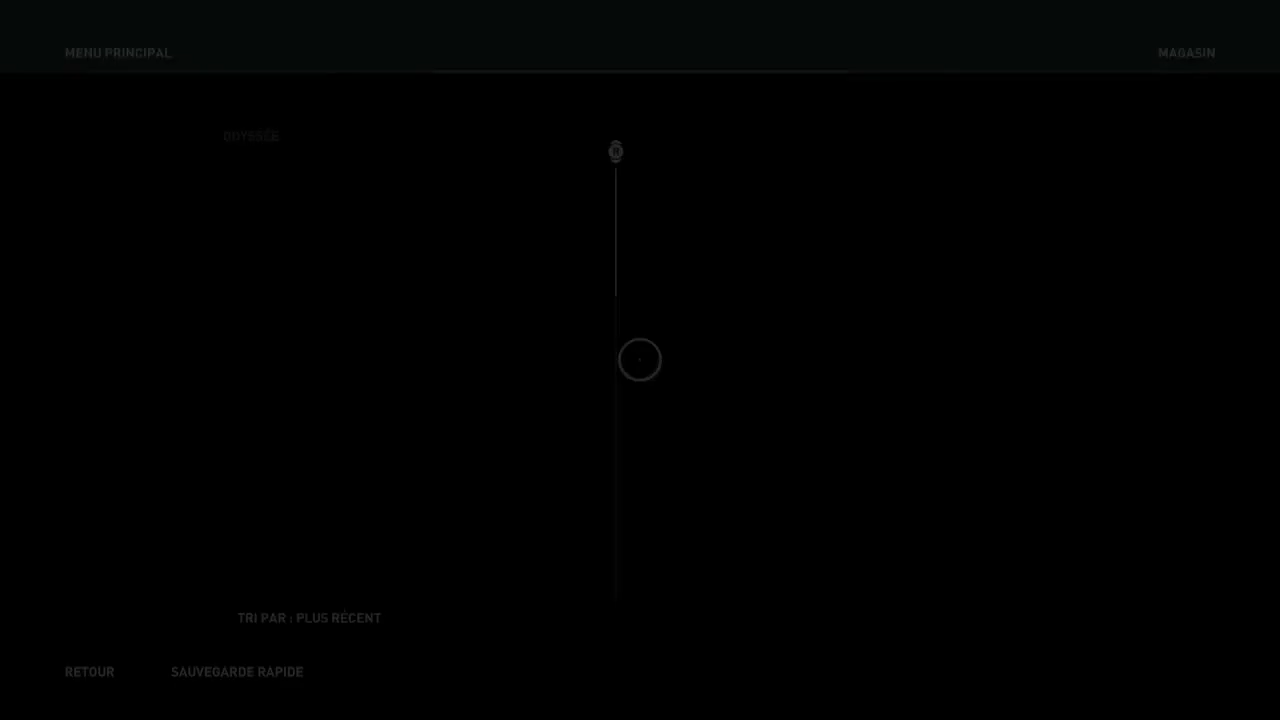 MENU PRINCIPAL
MAGASIN
ODYSSÉE
R
TRI PAR : PLUS RÉCENT
RETOUR
SAUVEGARDE RAPIDE